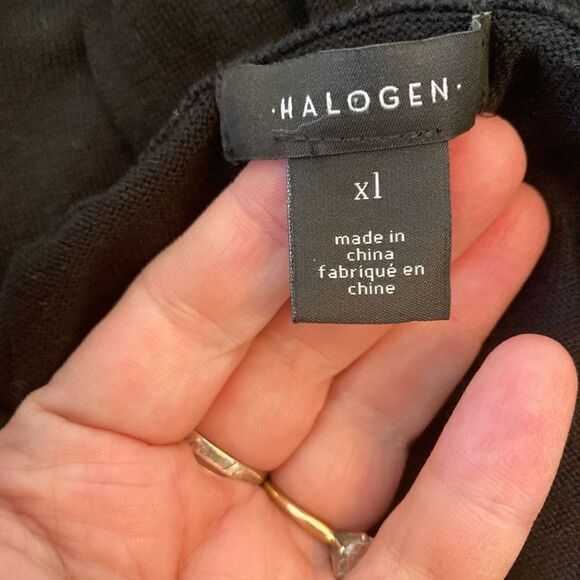 ·HALOGEN·
xl
made in
china
fabriqué en
chine